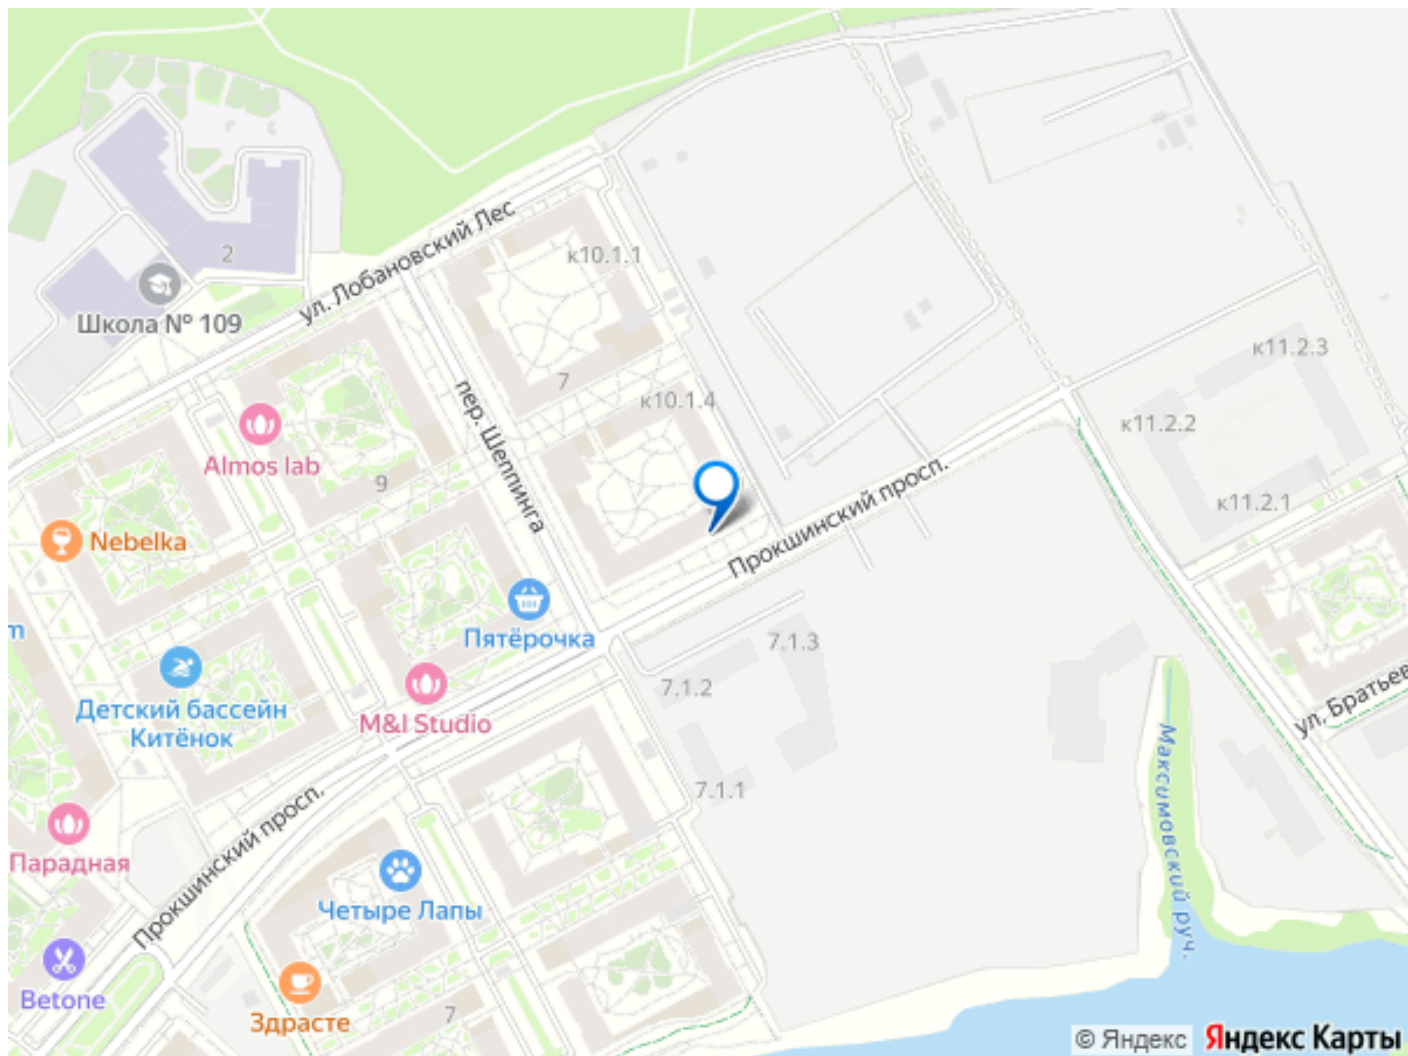 к10.1.1
2
ул. Лобановский Лес
Школа № 109
к11.2.3
7
к10.1.4
пер. Шеппинга
к11.2.2
Almos lab
9
Прокшинский просп.
к11.2.1
Nebelka
m
Пятёрочка
7.1.3
7.1.2
Детский бассейн
Китёнок
M&I Studio
ул. Братьев
Максимовский руч.
7.1.1
Прокшинский просп.
Парадная
Четыре Лапы
Betone
Здрасте
7
© Яндекс Яндекс Карты